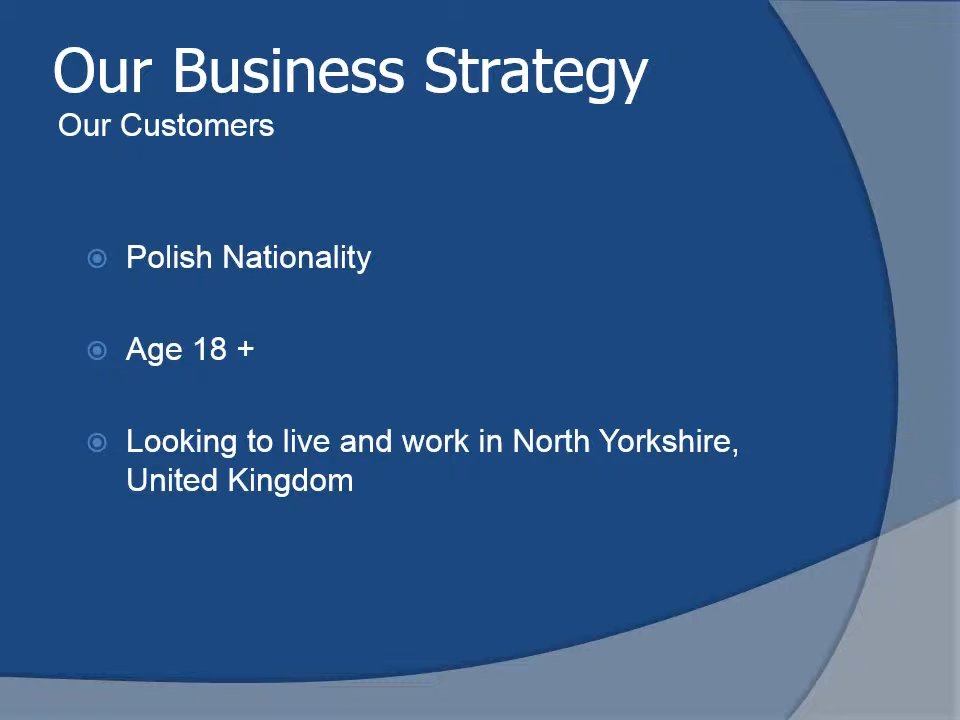 Our Business Strategy
Our Customers
Polish Nationality
Age 18 +
Looking to live and work in North Yorkshire,
United Kingdom